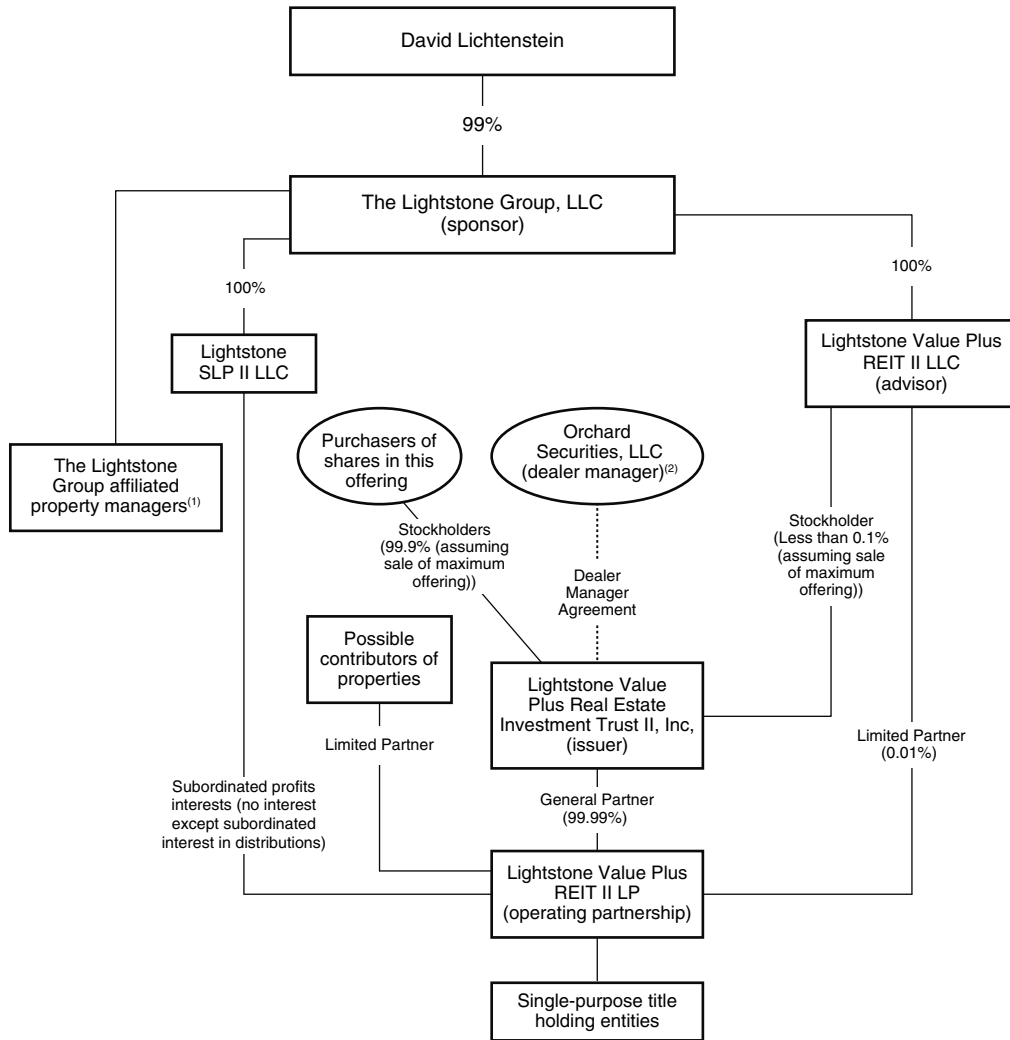 David Lichtenstein
99%
The Lightstone Group, LLC
(sponsor)
100%
100%
Lightstone
SLP II LLC
Lightstone Value Plus
REIT II LLC
(advisor)
The Lightstone
Group affiliated
property managers(1)
Purchasers of
shares in this
offering
Orchard
Securities, LLC
(dealer manager)(2)
Stockholders
(99.9% (assuming
sale of maximum
offering))
Dealer
Manager
Agreement
Stockholder
(Less than 0.1%
(assuming sale
of maximum
offering))
Possible
contributors of
properties
Lightstone Value
Plus Real Estate
Investment Trust II, Inc,
(issuer)
Limited Partner
Limited Partner
(0.01%)
Subordinated profits
interests (no interest
except subordinated
interest in distributions)
General Partner
(99.99%)
Lightstone Value Plus
REIT II LP
(operating partnership)
Single-purpose title
holding entities